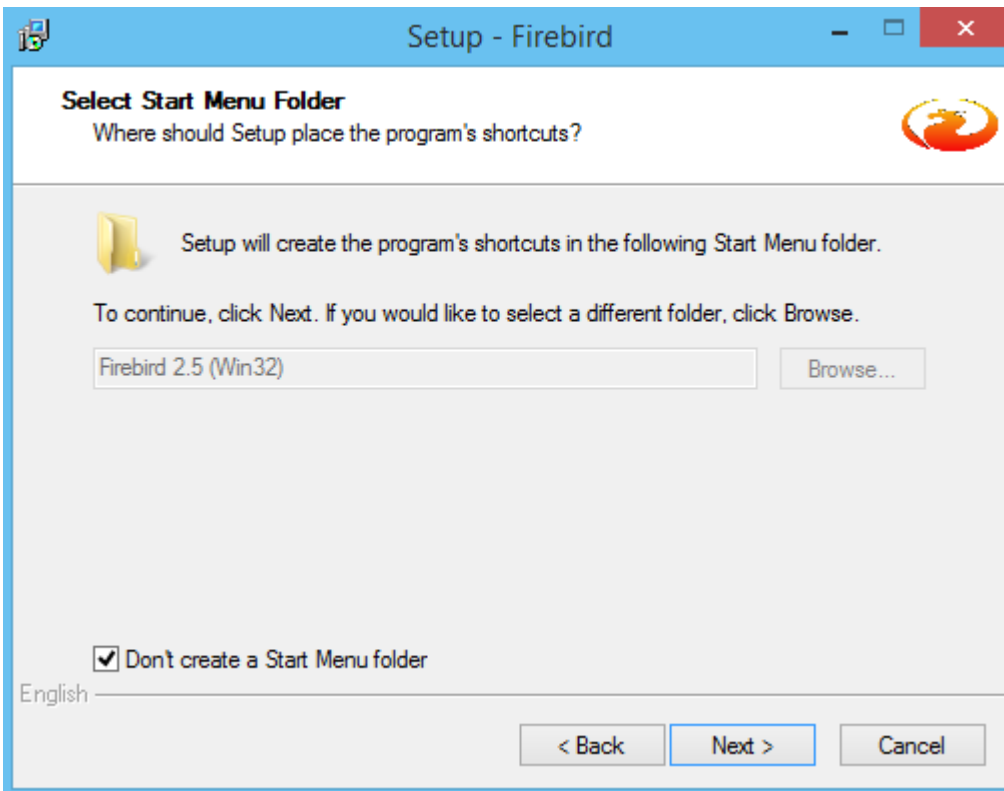 Setup - Firebird
Select Start Menu Folder
Where should Setup place the program's shortcuts?
Setup will create the program's shortcuts in the following Start Menu folder.
To continue, click Next. If you would like to select a different folder, click Browse.
Firebird 2.5 (Win32)
Browse...
Don't create a Start Menu folder
English
< Back
Next >
Cancel